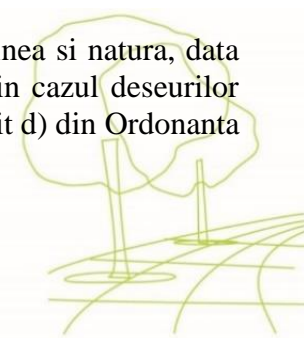 nea si natura, data
in cazul deseurilor
it d) din Ordonanta